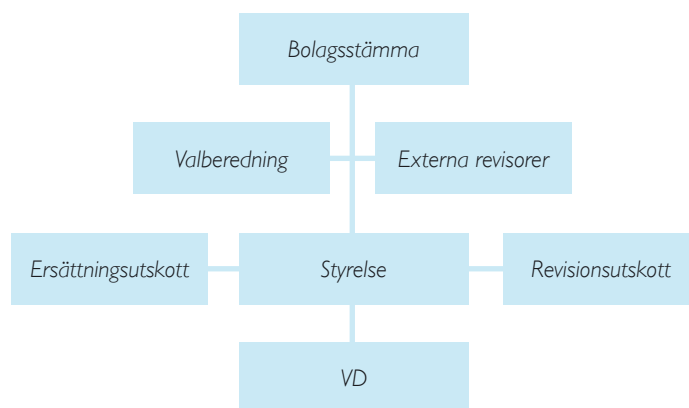 Bolagsstämma
Valberedning
Externa revisorer
Ersättningsutskott
Styrelse
Revisionsutskott
VD